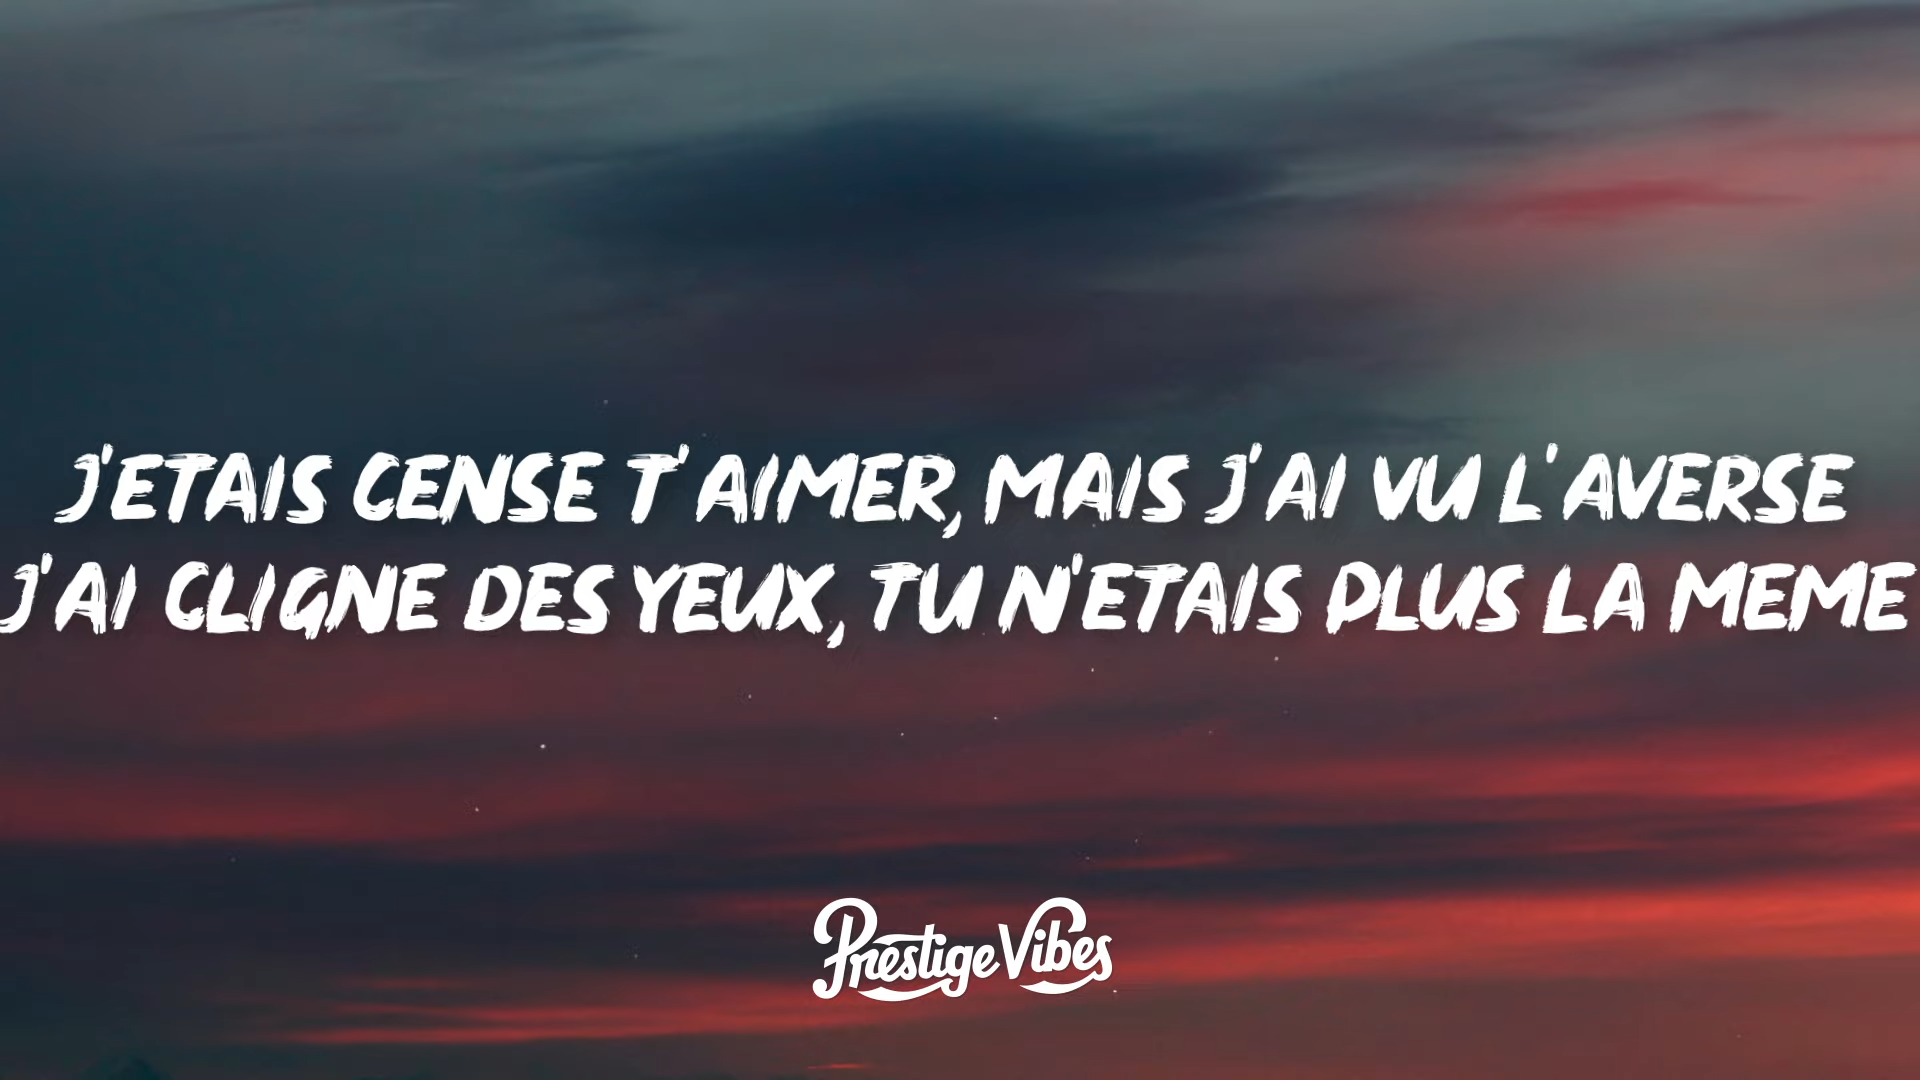 J'ETAIS CENSE T'AIMER, MAIS J'AI VU L'AVERSE
J'AI CLIGNE DES YEUX, TU N'ETAIS PLUS LA MEME
Prestige Vibes